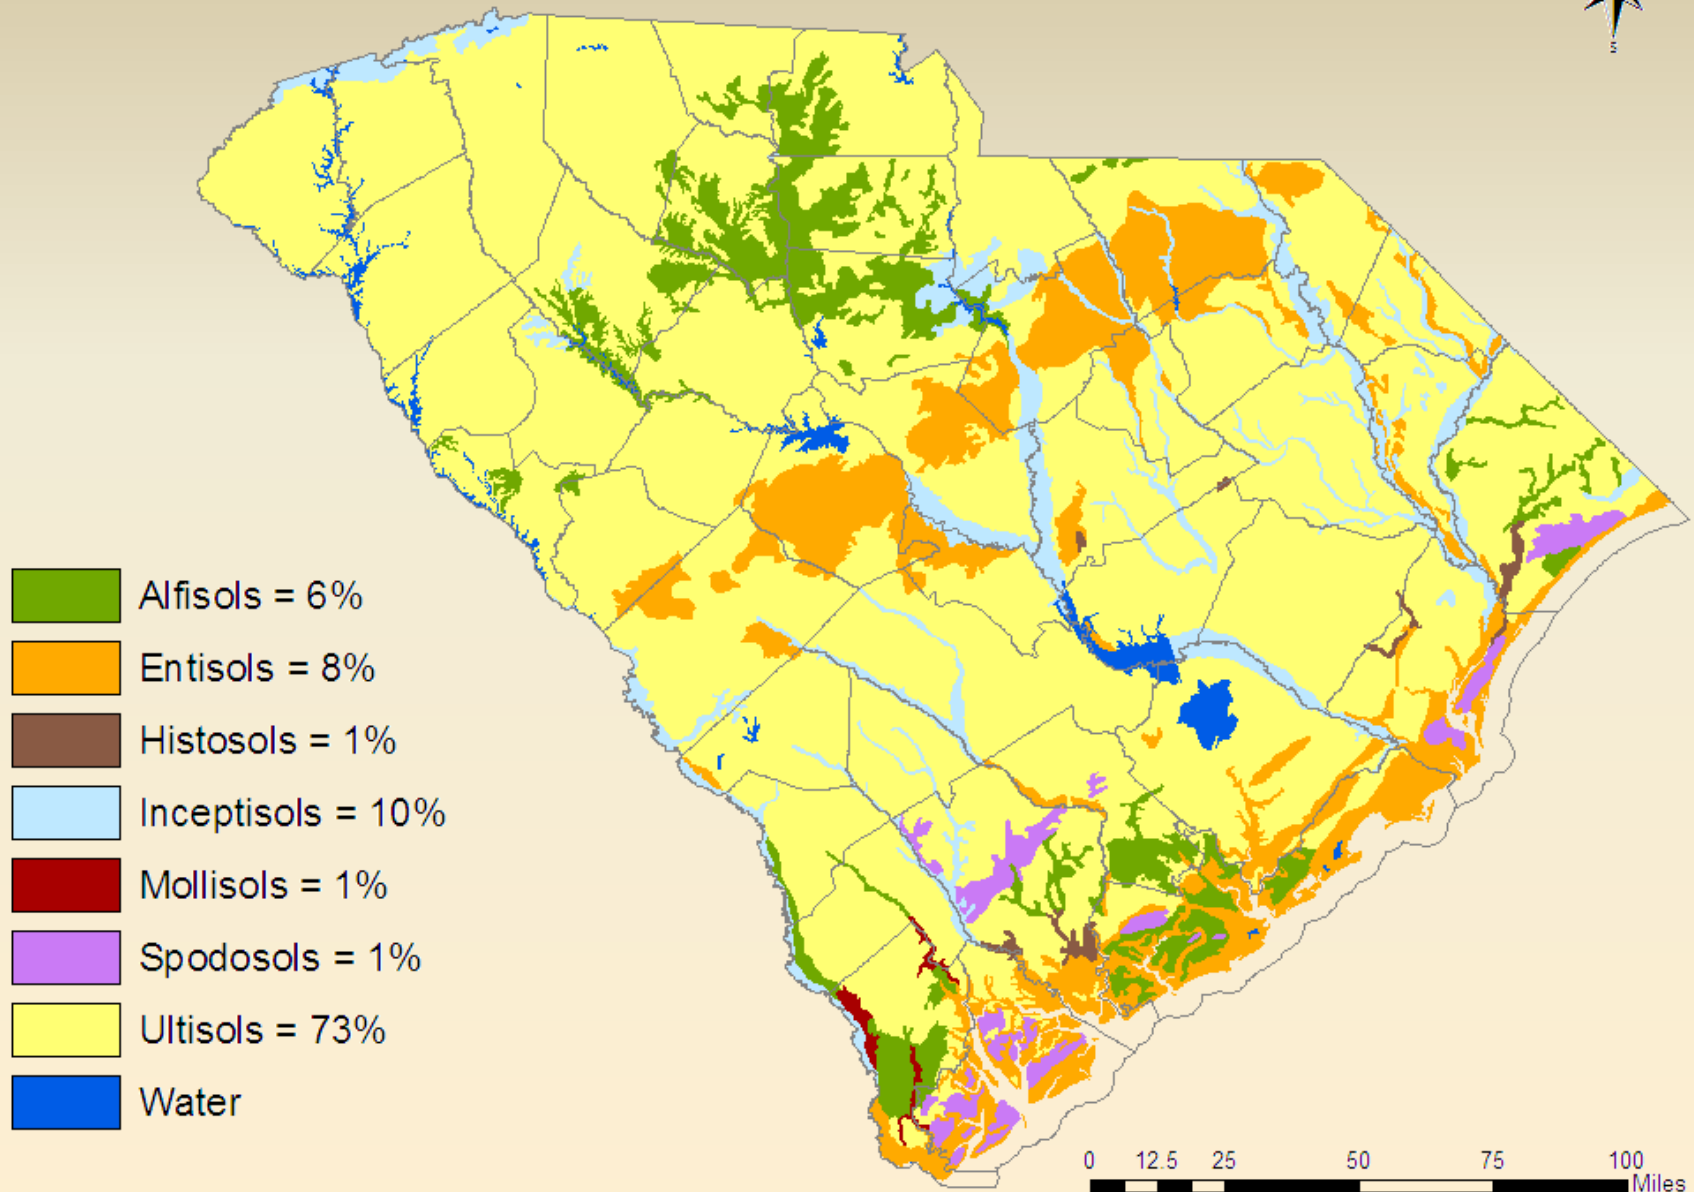 S
Alfisols = 6%
Entisols = 8%
Histosols = 1%
Inceptisols = 10%
Mollisols = 1%
Spodosols = 1%
Ultisols = 73%
Water
0 12.5 25 50 75 100
Miles